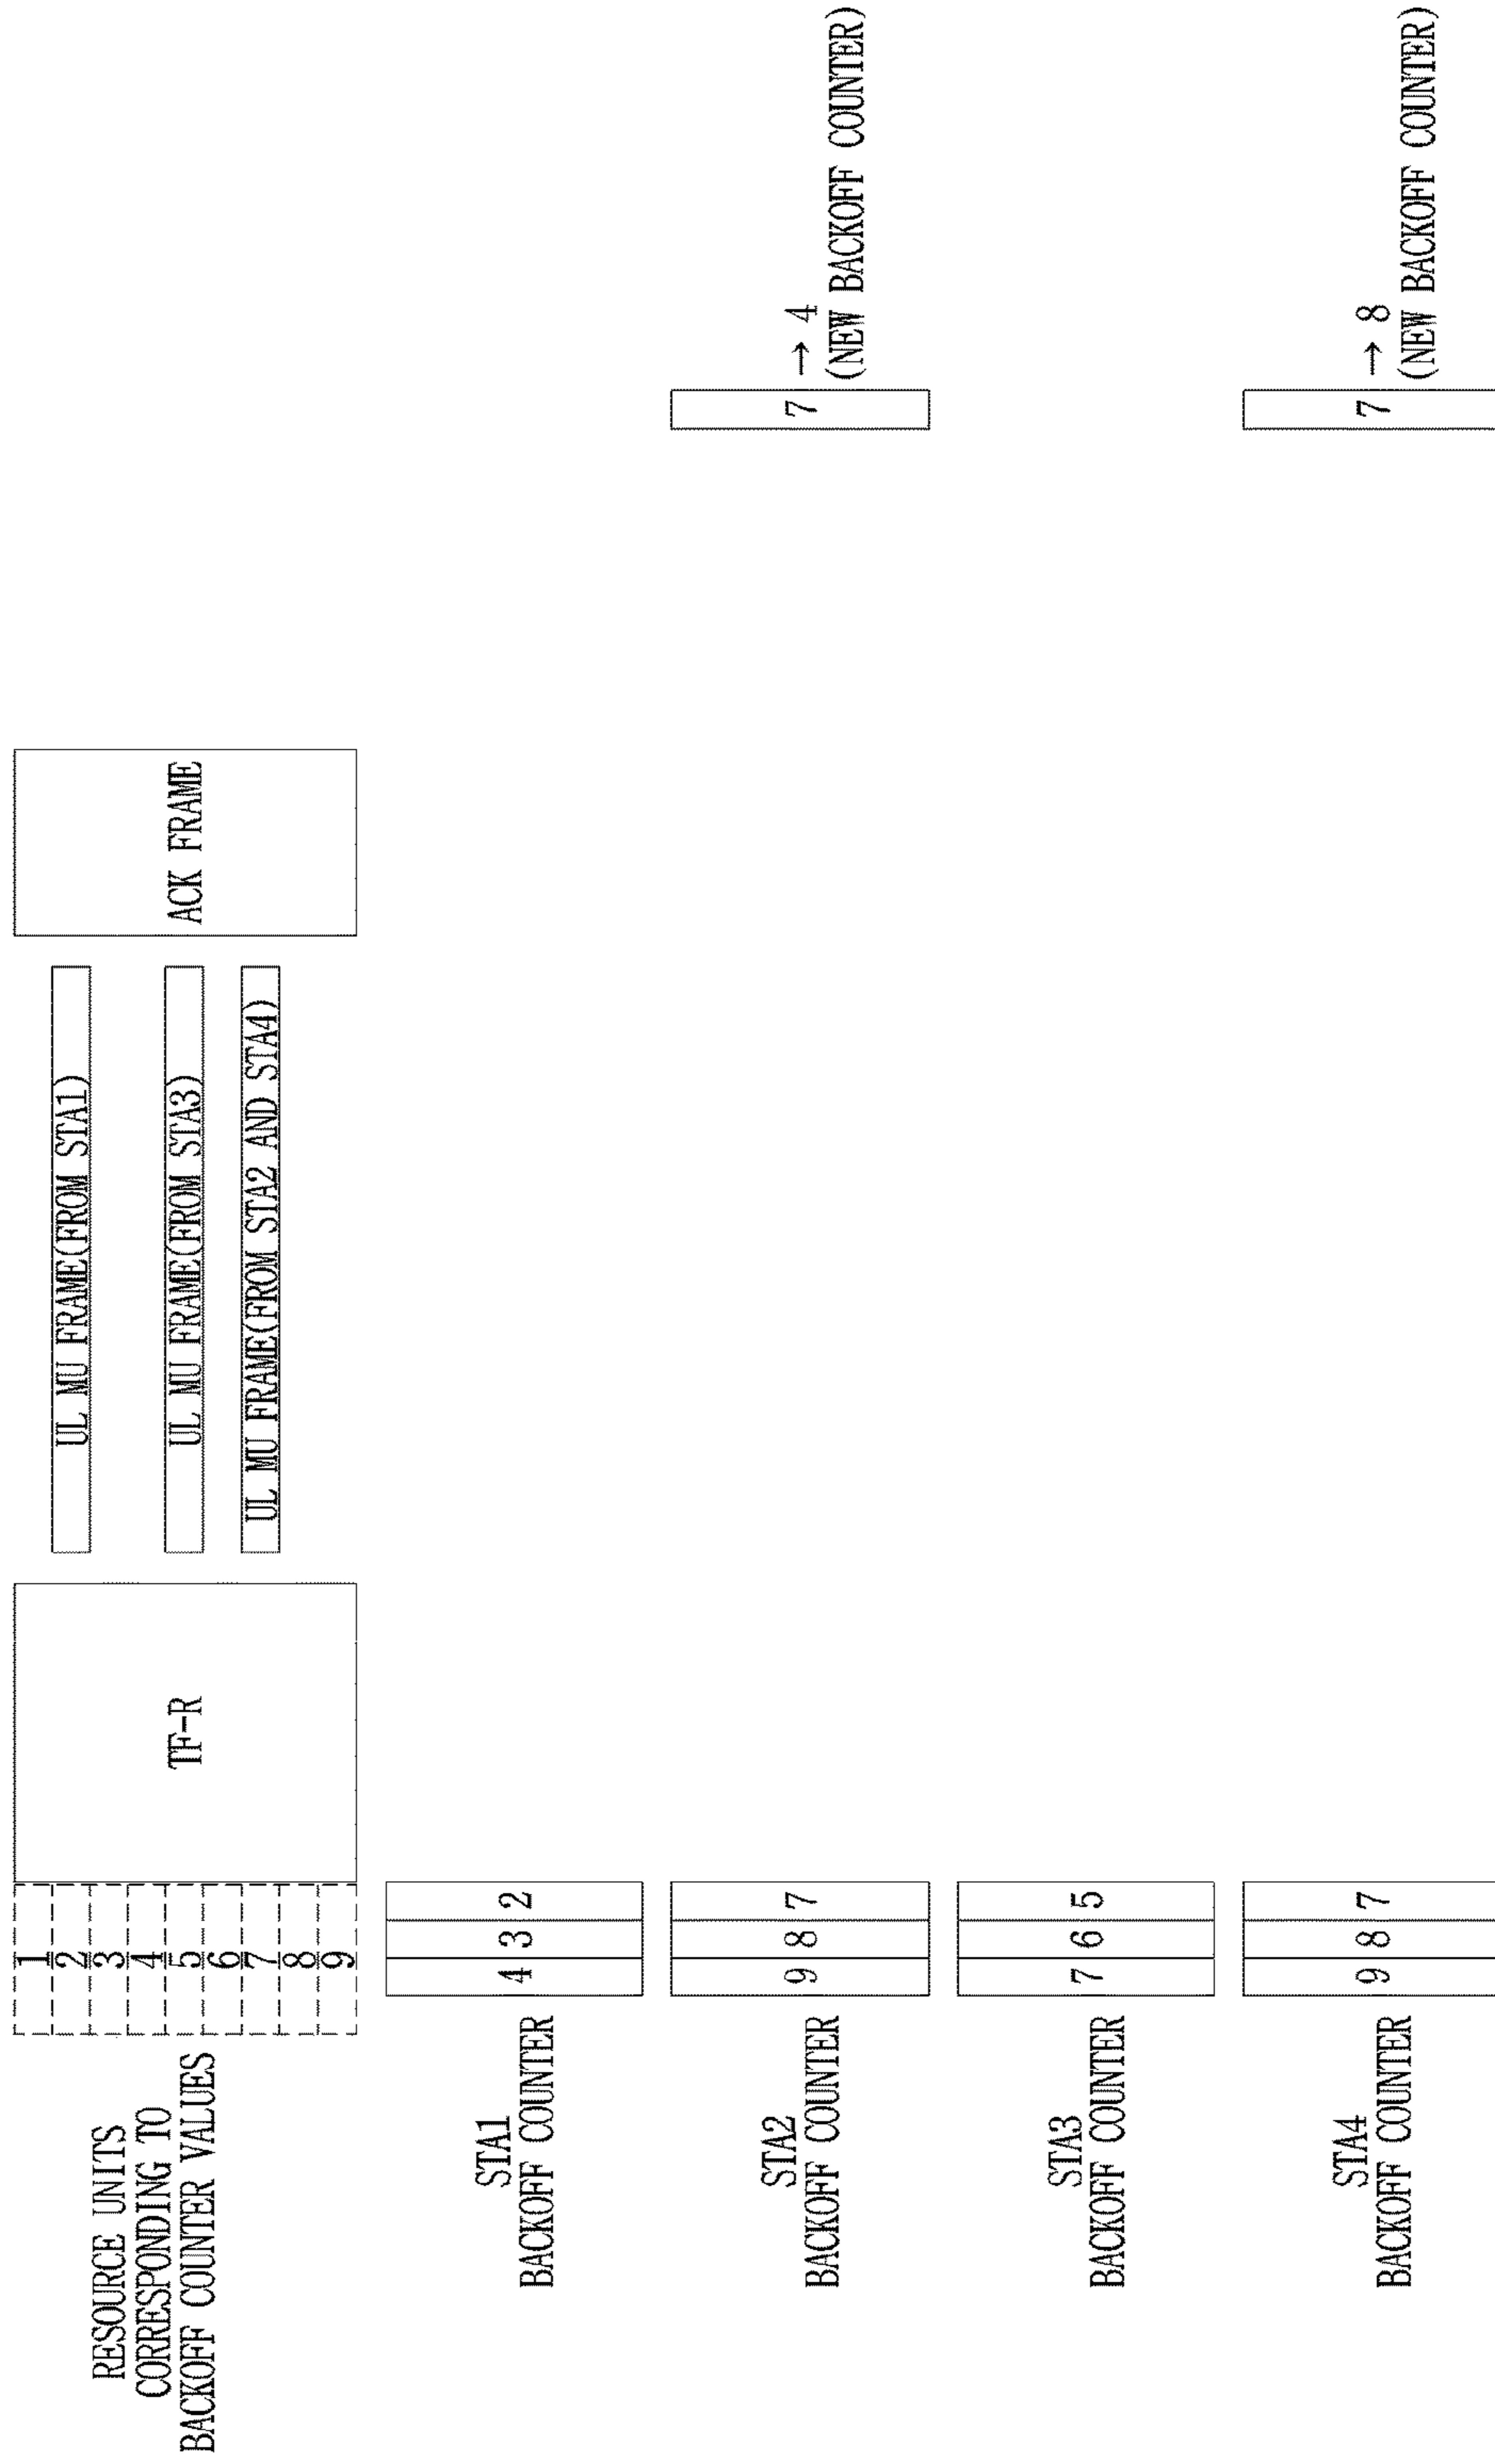 RESOURCE UNITS
CORRESPONDING TO
BACKOFF COUNTER VALUES
1
2
3
4
5
6
7
8
9
TF-R
UL MU FRAME(FROM STA1)
UL MU FRAME(FROM STA3)
UL MU FRAME(FROM STA2 AND STA4)
ACK FRAME
STA1
BACKOFF COUNTER
4 3 2
STA2
BACKOFF COUNTER
9 8 7
7 → 4
(NEW BACKOFF COUNTER)
STA3
BACKOFF COUNTER
7 6 5
STA4
BACKOFF COUNTER
9 8 7
7 → 8
(NEW BACKOFF COUNTER)